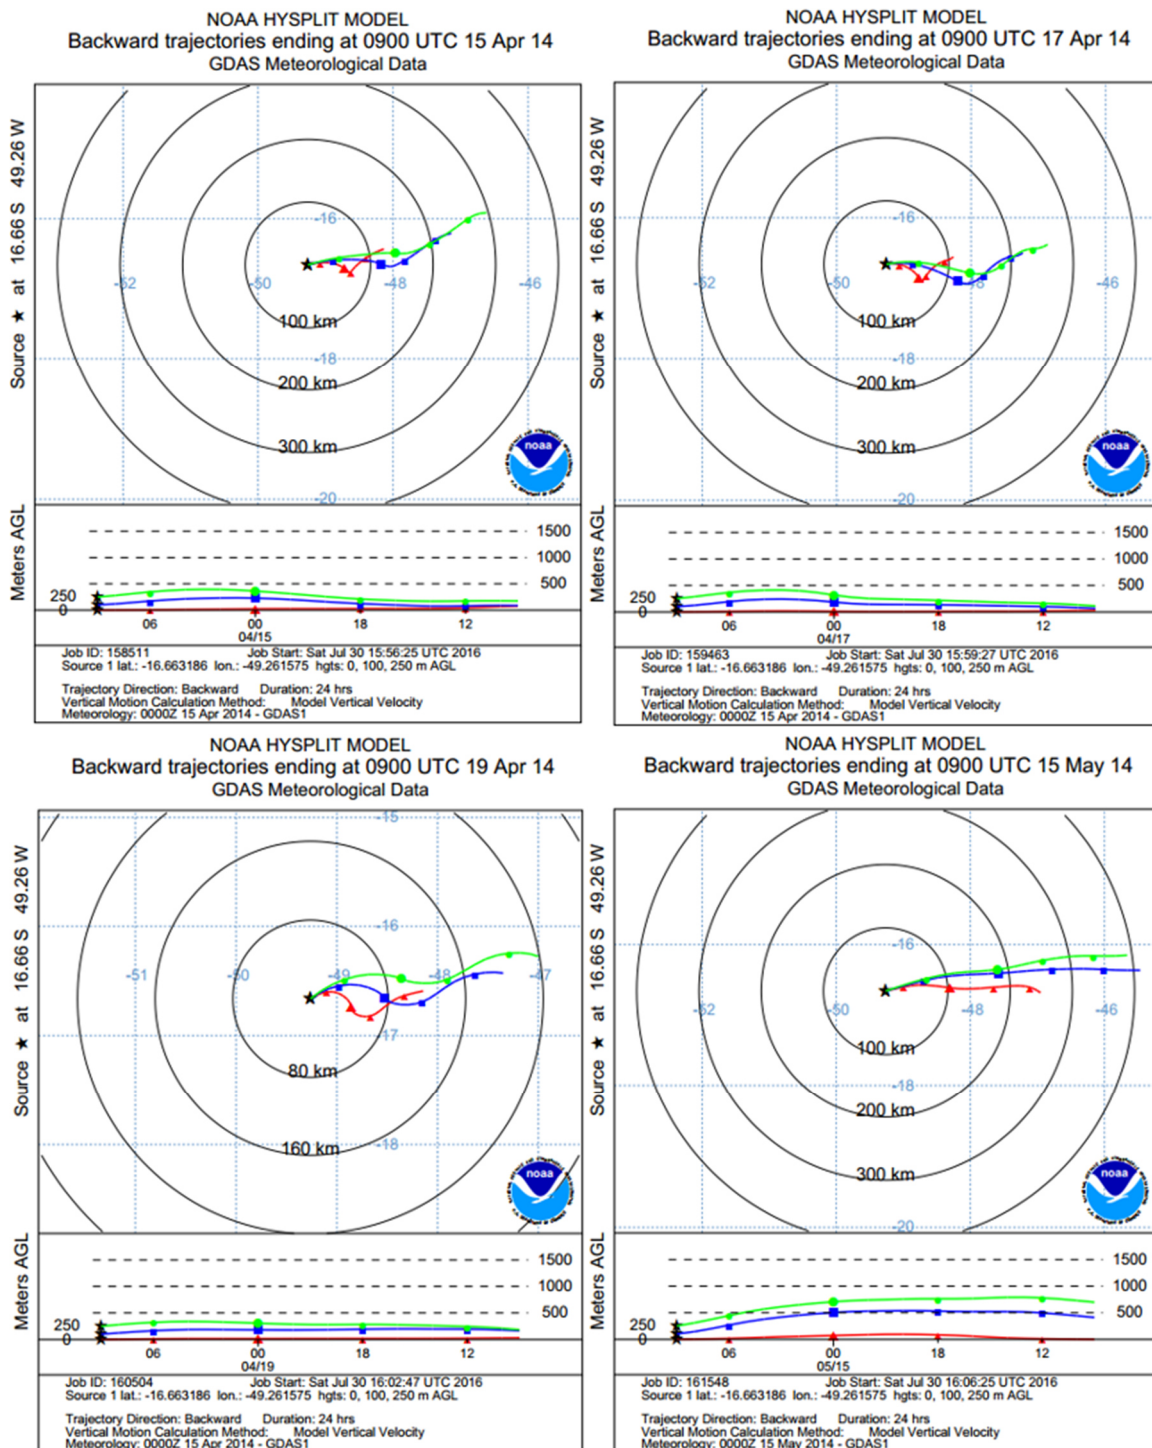 NOAA HYSPLIT MODEL
Backward trajectories ending at 0900 UTC 15 Apr 14
GDAS Meteorological Data
Source ★ at 16.66 S 49.26 W
-16
-52
-50
-48
-46
100 km
-18
200 km
300 km
-20
noaa
Meters AGL
1500
1000
500
250
0
06
00
18
12
04/15
Job ID: 158511 Job Start: Sat Jul 30 15:56:25 UTC 2016
Source 1 lat.: -16.663186 lon.: -49.261575 hgts: 0, 100, 250 m AGL
Trajectory Direction: Backward Duration: 24 hrs
Vertical Motion Calculation Method: Model Vertical Velocity
Meteorology: 0000Z 15 Apr 2014 - GDAS1
NOAA HYSPLIT MODEL
Backward trajectories ending at 0900 UTC 17 Apr 14
GDAS Meteorological Data
Source ★ at 16.66 S 49.26 W
-16
-52
-50
-48
-46
100 km
-18
200 km
300 km
-20
noaa
Meters AGL
1500
1000
500
250
0
06
00
18
12
04/17
Job ID: 159463 Job Start: Sat Jul 30 15:59:27 UTC 2016
Source 1 lat.: -16.663186 lon.: -49.261575 hgts: 0, 100, 250 m AGL
Trajectory Direction: Backward Duration: 24 hrs
Vertical Motion Calculation Method: Model Vertical Velocity
Meteorology: 0000Z 15 Apr 2014 - GDAS1
NOAA HYSPLIT MODEL
Backward trajectories ending at 0900 UTC 19 Apr 14
GDAS Meteorological Data
Source ★ at 16.66 S 49.26 W
-15
-16
-51
-50
-49
-48
-47
-17
80 km
160 km
-18
noaa
Meters AGL
1500
1000
500
250
0
06
00
18
12
04/19
Job ID: 160504 Job Start: Sat Jul 30 16:02:47 UTC 2016
Source 1 lat.: -16.663186 lon.: -49.261575 hgts: 0, 100, 250 m AGL
Trajectory Direction: Backward Duration: 24 hrs
Vertical Motion Calculation Method: Model Vertical Velocity
Meteorology: 0000Z 15 Apr 2014 - GDAS1
NOAA HYSPLIT MODEL
Backward trajectories ending at 0900 UTC 15 May 14
GDAS Meteorological Data
Source ★ at 16.66 S 49.26 W
-16
-52
-50
-48
-46
100 km
-18
200 km
300 km
-20
noaa
Meters AGL
1500
1000
500
250
0
06
00
18
12
05/15
Job ID: 161548 Job Start: Sat Jul 30 16:06:25 UTC 2016
Source 1 lat.: -16.663186 lon.: -49.261575 hgts: 0, 100, 250 m AGL
Trajectory Direction: Backward Duration: 24 hrs
Vertical Motion Calculation Method: Model Vertical Velocity
Meteorology: 0000Z 15 May 2014 - GDAS1